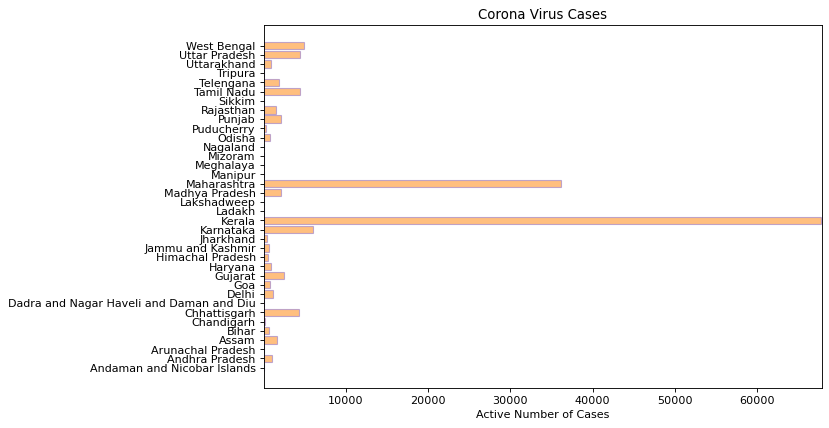 Corona Virus Cases
West Bengal
Uttar Pradesh
Uttarakhand
Tripura
Telengana
Tamil Nadu
Sikkim
Rajasthan
Punjab
Puducherry
Odisha
Nagaland
Mizoram
Meghalaya
Manipur
Maharashtra
Madhya Pradesh
Lakshadweep
Ladakh
Kerala
Karnataka
Jharkhand
Jammu and Kashmir
Himachal Pradesh
Haryana
Gujarat
Goa
Delhi
Dadra and Nagar Haveli and Daman and Diu
Chhattisgarh
Chandigarh
Bihar
Assam
Arunachal Pradesh
Andhra Pradesh
Andaman and Nicobar Islands
10000 20000 30000 40000 50000 60000
Active Number of Cases